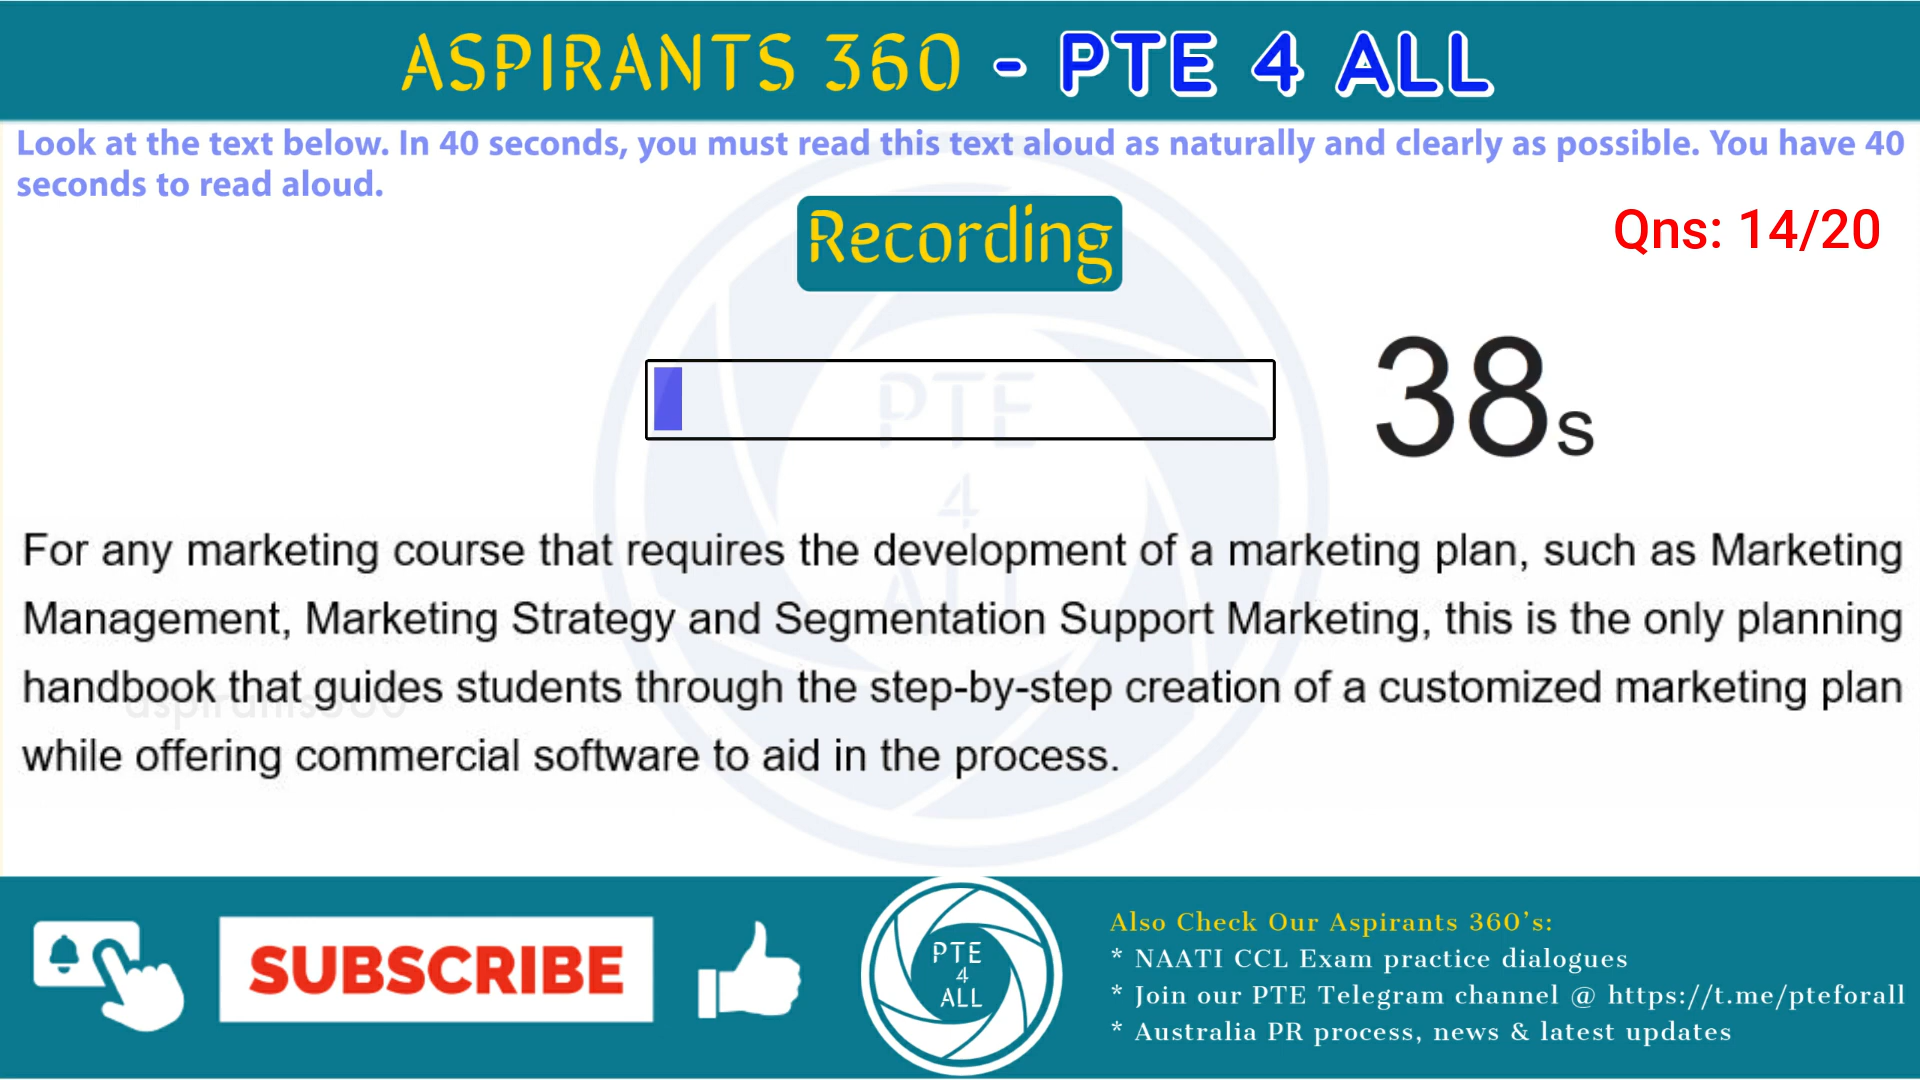 ASPIRANTS 360 - PTE 4 ALL
Look at the text below. In 40 seconds, you must read this text aloud as naturally and clearly as possible. You have 40
seconds to read aloud.
Recording
Qns: 14/20
PTE
4
ALL
38s
For any marketing course that requires the development of a marketing plan, such as Marketing
Management, Marketing Strategy and Segmentation Support Marketing, this is the only planning
handbook that guides students through the step-by-step creation of a customized marketing plan
aspirants360
while offering commercial software to aid in the process.
SUBSCRIBE
PTE
4
ALL
Also Check Our Aspirants 360's:
* NAATI CCL Exam practice dialogues
* Join our PTE Telegram channel @ https://t.me/pteforall
* Australia PR process, news & latest updates